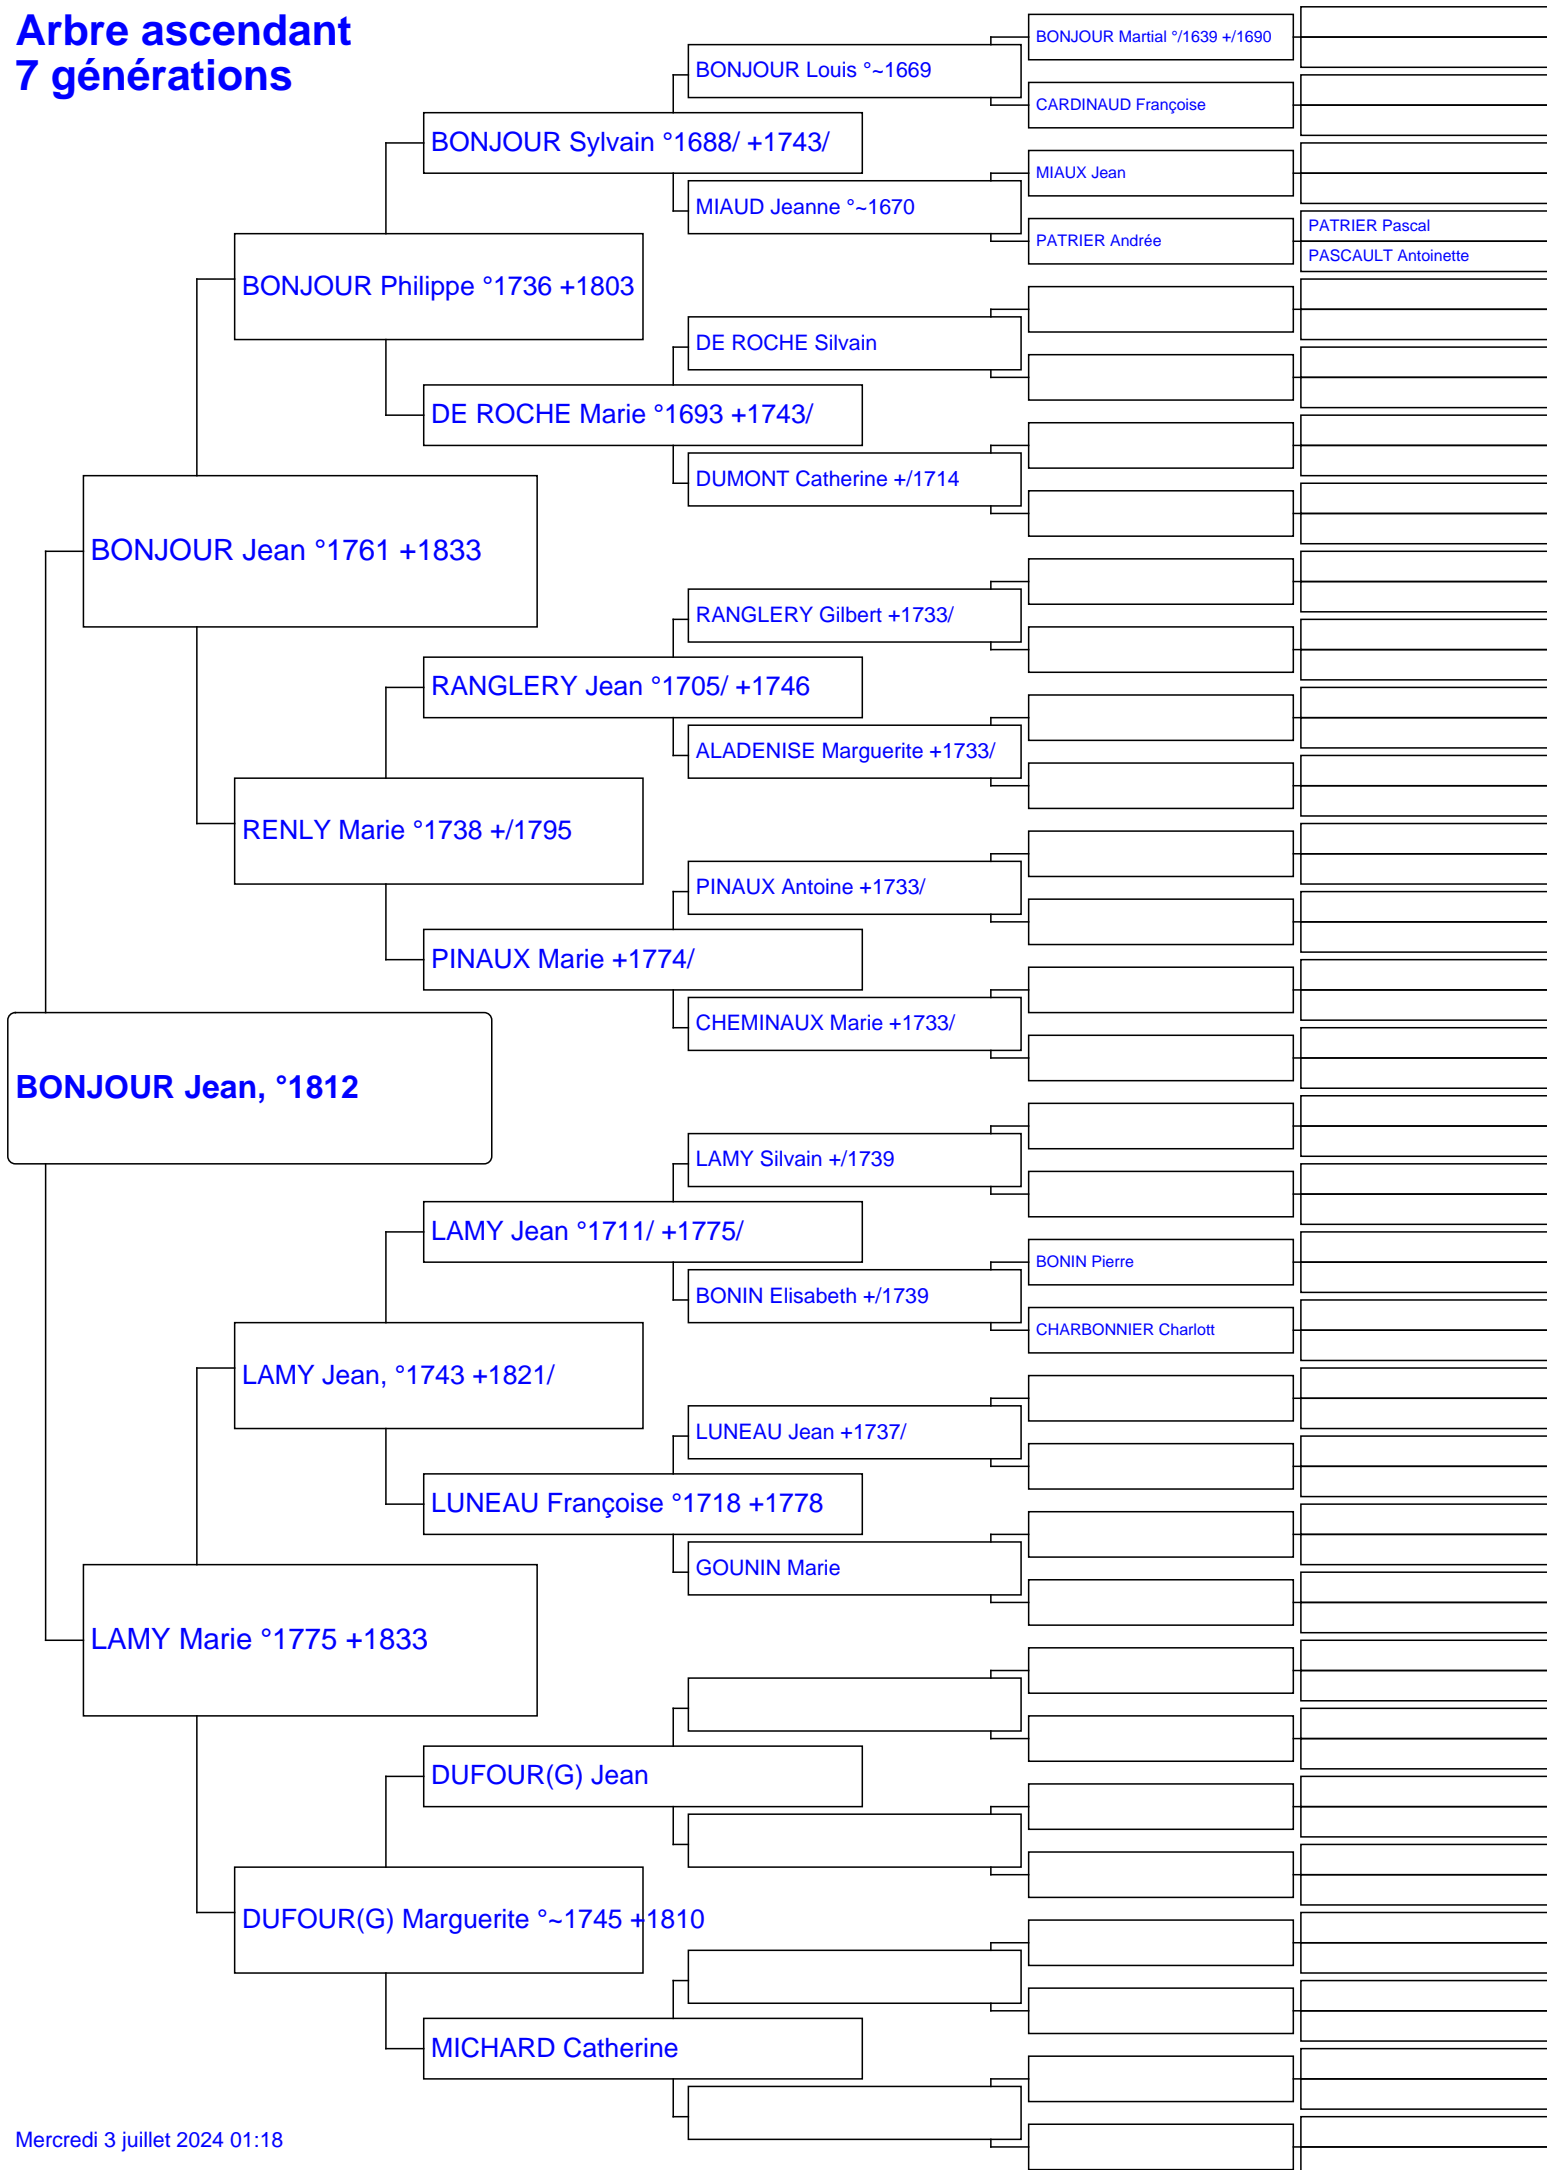 Arbre ascendant
7 générations
BONJOUR Martial °/1639 +/1690
BONJOUR Louis °~1669
CARDINAUD Françoise
BONJOUR Sylvain °1688/ +1743/
MIAUX Jean
MIAUD Jeanne °~1670
PATRIER Pascal
PATRIER Andrée
PASCAULT Antoinette
BONJOUR Philippe °1736 +1803
DE ROCHE Silvain
DE ROCHE Marie °1693 +1743/
DUMONT Catherine +/1714
BONJOUR Jean °1761 +1833
RANGLERY Gilbert +1733/
RANGLERY Jean °1705/ +1746
ALADENISE Marguerite +1733/
RENLY Marie °1738 +/1795
PINAUX Antoine +1733/
PINAUX Marie +1774/
CHEMINAUX Marie +1733/
BONJOUR Jean, °1812
LAMY Silvain +/1739
LAMY Jean °1711/ +1775/
BONIN Pierre
BONIN Elisabeth +/1739
CHARBONNIER Charlott
LAMY Jean, °1743 +1821/
LUNEAU Jean +1737/
LUNEAU Françoise °1718 +1778
GOUNIN Marie
LAMY Marie °1775 +1833
DUFOUR(G) Jean
DUFOUR(G) Marguerite °~1745 +1810
MICHARD Catherine
Mercredi 3 juillet 2024 01:18